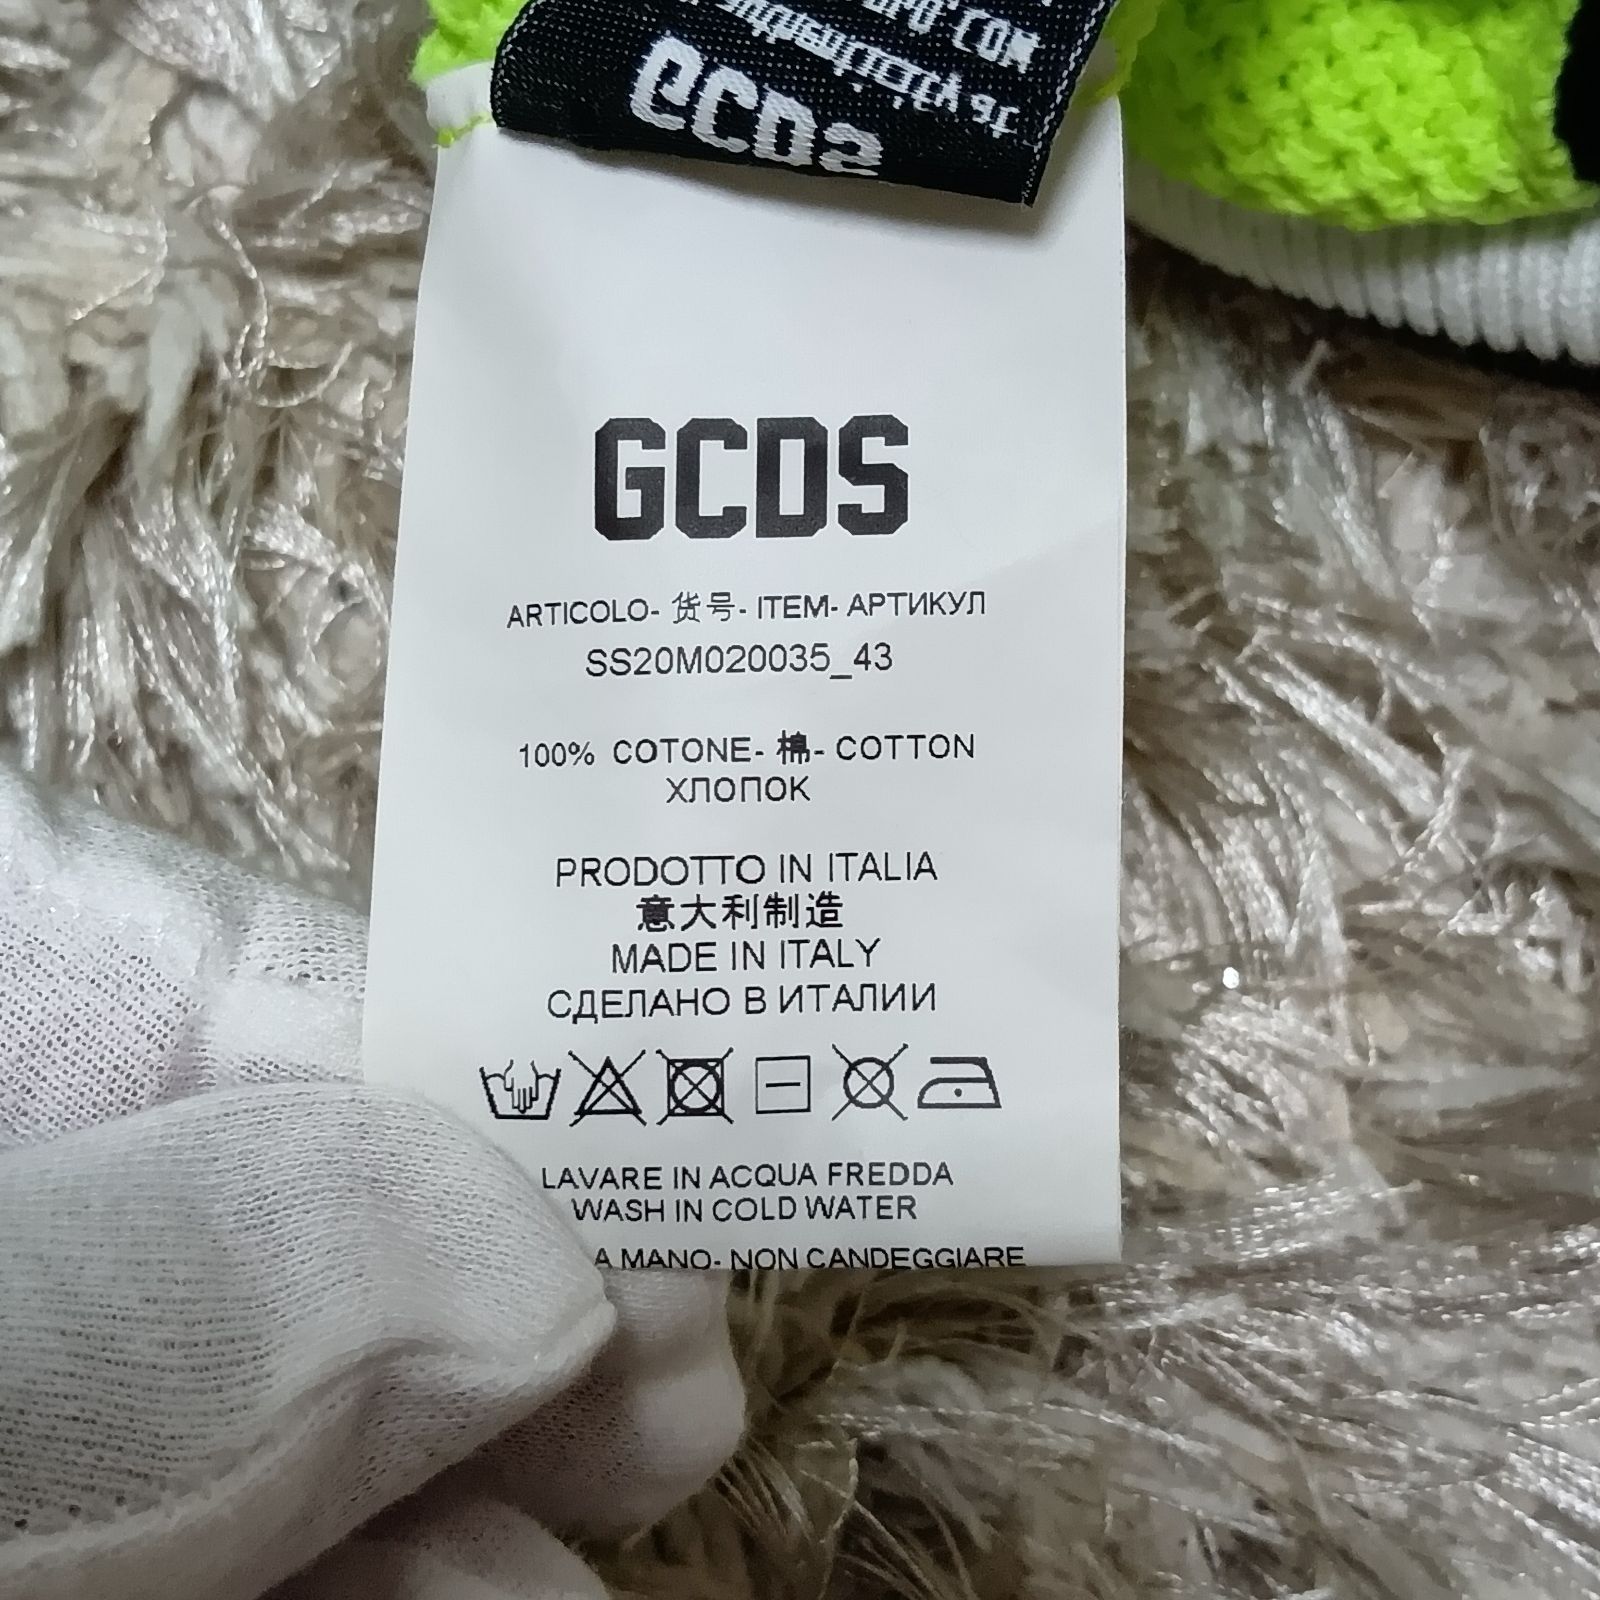 GCDS
GCDS
ARTICOLO- 货号- ITEM- АРТИКУЛ
SS20M020035_43
100% COTONE- 棉- COTTON
ХЛОПОК
PRODOTTO IN ITALIA
意大利制造
MADE IN ITALY
СДЕЛАНО В ИТАЛИИ
LAVARE IN ACQUA FREDDA
WASH IN COLD WATER
A MANO- NON CANDEGGIARE